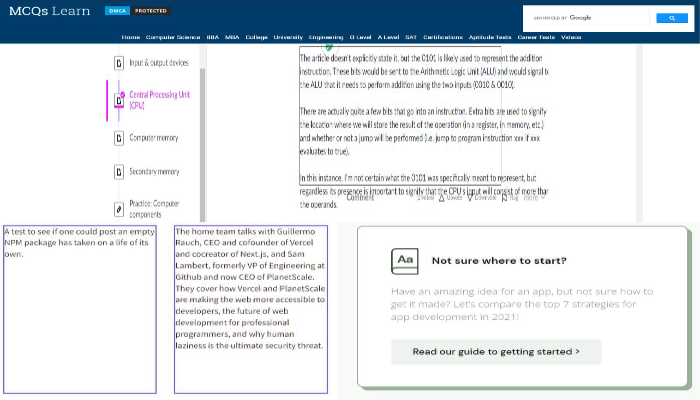 MCQs Learn
DMCA PROTECTED
ENHANCED BY Google
Home Computer Science BBA MBA College University Engineering O Level A Level SAT Certifications Aptitude Tests Career Tests Videos
Input & output devices
Central Processing Unit
(CPU)
Computer memory
Secondary memory
Practice: Computer
components
The article doesn't explicitly state it, but the 0101 is likely used to represent the addition
instruction. These bits would be sent to the Arithmetic Logic Unit (ALU) and would signal to
the ALU that it needs to perform addition using the two inputs (0010 & 0010).
There are actually quite a few bits that go into an instruction. Extra bits are used to signify
the location where we will store the result of the operation (in a register, in memory, etc.)
and whether or not a jump will be performed (i.e. jump to program instruction xxx if xxx
evaluates to true).
In this instance, I'm not certain what the 0101 was specifically meant to represent, but
regardless its presence is important to signify that the CPU's input will consist of more than
the operands.
Comment Upvote Downvote Flag more
A test to see if one could post an empty
NPM package has taken on a life of its
own.
The home team talks with Guillermo
Rauch, CEO and cofounder of Vercel
and cocreator of Next.js, and Sam
Lambert, formerly VP of Engineering at
Github and now CEO of PlanetScale.
They cover how Vercel and PlanetScale
are making the web more accessible to
developers, the future of web
development for professional
programmers, and why human
laziness is the ultimate security threat.
Aa
Not sure where to start?
Have an amazing idea for an app, but not sure how to
get it made? Let's compare the top 7 strategies for
app development in 2021!
Read our guide to getting started >